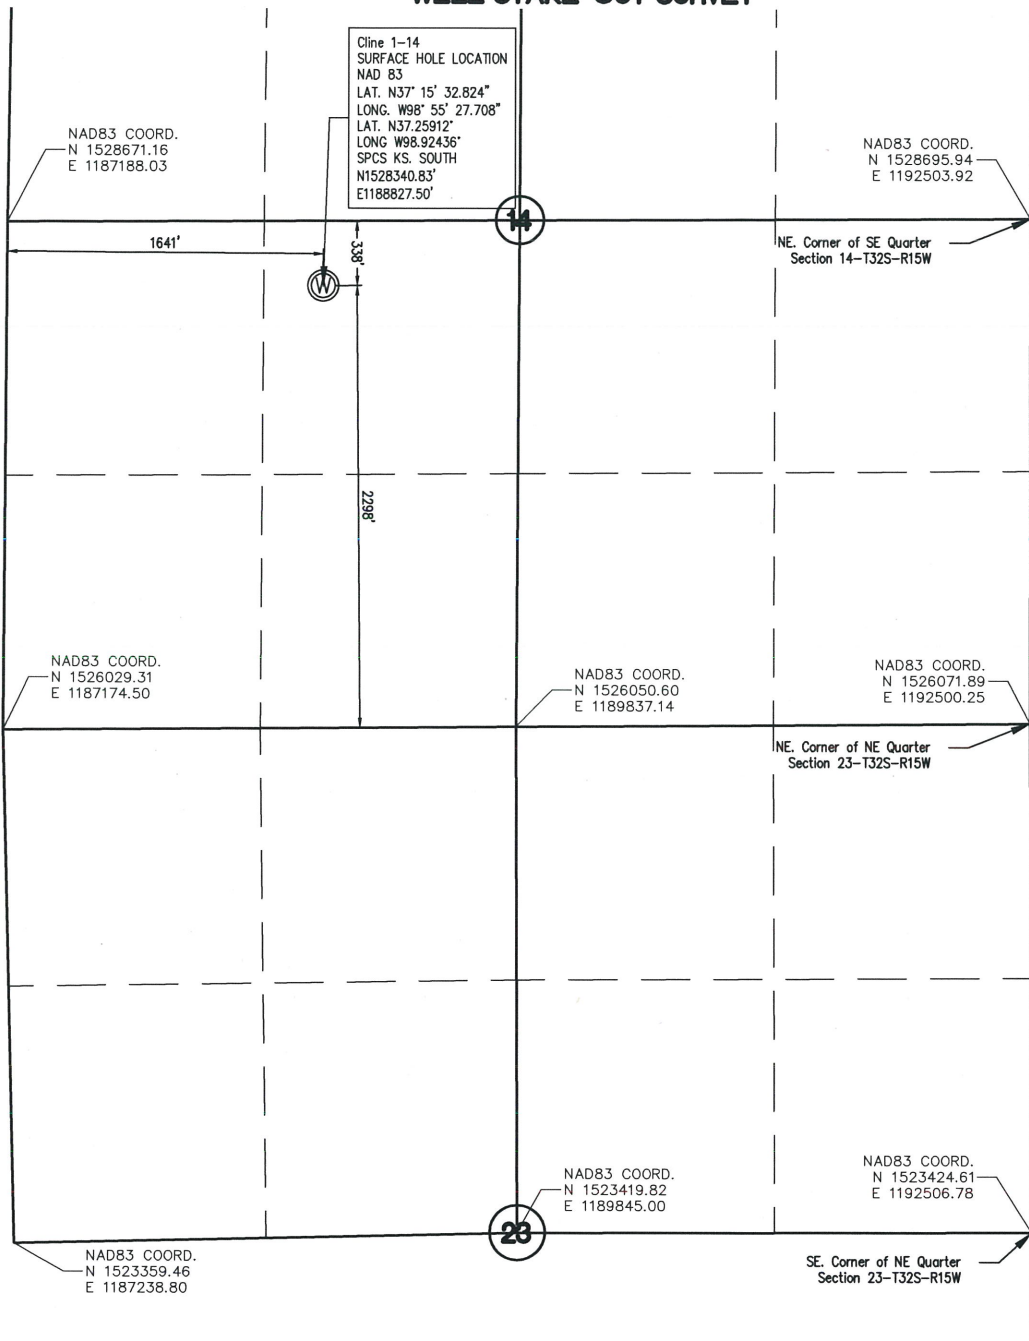 WELL STAKE-OUT SURVEY
Cline 1-14
SURFACE HOLE LOCATION
NAD 83
LAT. N37° 15' 32.824"
LONG. W98° 55' 27.708"
LAT. N37.25912°
LONG W98.92436°
SPCS KS. SOUTH
N1528340.83'
E1188827.50'
NAD83 COORD.
N 1528671.16
E 1187188.03
NAD83 COORD.
N 1528695.94
E 1192503.92
14
NE. Corner of SE Quarter
Section 14-T32S-R15W
1641'
338'
W
2298'
NAD83 COORD.
N 1526029.31
E 1187174.50
NAD83 COORD.
N 1526050.60
E 1189837.14
NAD83 COORD.
N 1526071.89
E 1192500.25
NE. Corner of NE Quarter
Section 23-T32S-R15W
NAD83 COORD.
N 1523419.82
E 1189845.00
NAD83 COORD.
N 1523424.61
E 1192506.78
23
NAD83 COORD.
N 1523359.46
E 1187238.80
SE. Corner of NE Quarter
Section 23-T32S-R15W